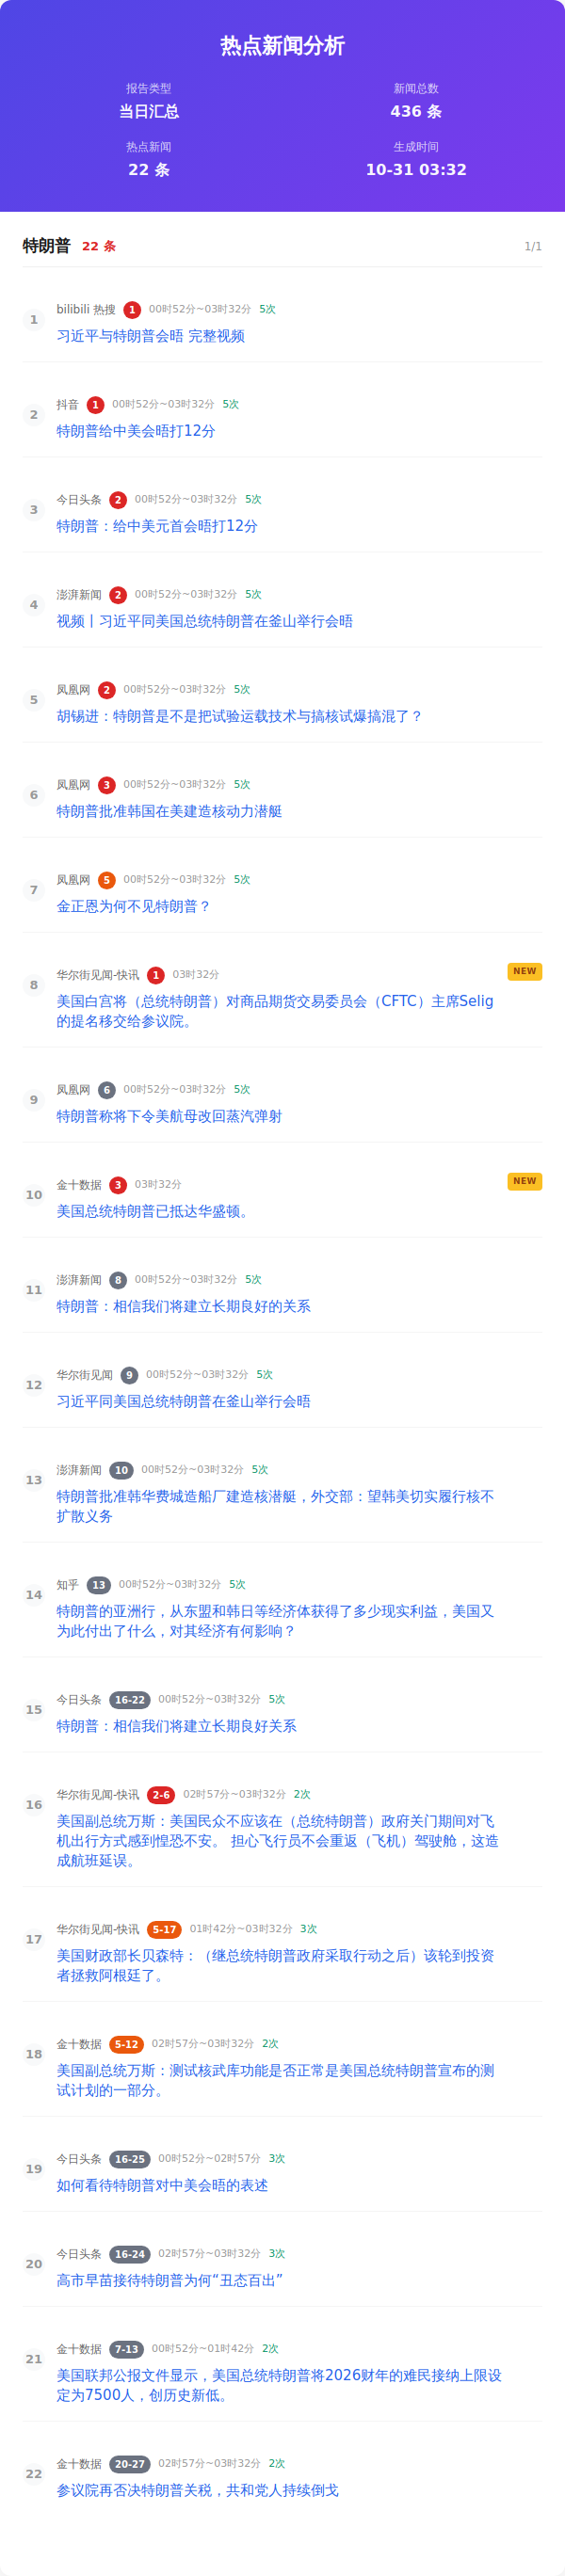 热点新闻分析
报告类型
新闻总数
当日汇总
436 条
热点新闻
生成时间
22 条
10-31 03:32
特朗普 22 条 1/1
1
bilibili 热搜 1 00时52分~03时32分 5次
习近平与特朗普会晤 完整视频
2
抖音 1 00时52分~03时32分 5次
特朗普给中美会晤打12分
3
今日头条 2 00时52分~03时32分 5次
特朗普：给中美元首会晤打12分
4
澎湃新闻 2 00时52分~03时32分 5次
视频丨习近平同美国总统特朗普在釜山举行会晤
5
凤凰网 2 00时52分~03时32分 5次
胡锡进：特朗普是不是把试验运载技术与搞核试爆搞混了？
6
凤凰网 3 00时52分~03时32分 5次
特朗普批准韩国在美建造核动力潜艇
7
凤凰网 5 00时52分~03时32分 5次
金正恩为何不见特朗普？
8
华尔街见闻-快讯 1 03时32分 NEW
美国白宫将（总统特朗普）对商品期货交易委员会（CFTC）主席Selig
的提名移交给参议院。
9
凤凰网 6 00时52分~03时32分 5次
特朗普称将下令美航母改回蒸汽弹射
10
金十数据 3 03时32分 NEW
美国总统特朗普已抵达华盛顿。
11
澎湃新闻 8 00时52分~03时32分 5次
特朗普：相信我们将建立长期良好的关系
12
华尔街见闻 9 00时52分~03时32分 5次
习近平同美国总统特朗普在釜山举行会晤
13
澎湃新闻 10 00时52分~03时32分 5次
特朗普批准韩华费城造船厂建造核潜艇，外交部：望韩美切实履行核不
扩散义务
14
知乎 13 00时52分~03时32分 5次
特朗普的亚洲行，从东盟和韩日等经济体获得了多少现实利益，美国又
为此付出了什么，对其经济有何影响？
15
今日头条 16-22 00时52分~03时32分 5次
特朗普：相信我们将建立长期良好关系
16
华尔街见闻-快讯 2-6 02时57分~03时32分 2次
美国副总统万斯：美国民众不应该在（总统特朗普）政府关门期间对飞
机出行方式感到惶恐不安。 担心飞行员不会重返（飞机）驾驶舱，这造
成航班延误。
17
华尔街见闻-快讯 5-17 01时42分~03时32分 3次
美国财政部长贝森特：（继总统特朗普政府采取行动之后）该轮到投资
者拯救阿根廷了。
18
金十数据 5-12 02时57分~03时32分 2次
美国副总统万斯：测试核武库功能是否正常是美国总统特朗普宣布的测
试计划的一部分。
19
今日头条 16-25 00时52分~02时57分 3次
如何看待特朗普对中美会晤的表述
20
今日头条 16-24 02时57分~03时32分 3次
高市早苗接待特朗普为何“丑态百出”
21
金十数据 7-13 00时52分~01时42分 2次
美国联邦公报文件显示，美国总统特朗普将2026财年的难民接纳上限设
定为7500人，创历史新低。
22
金十数据 20-27 02时57分~03时32分 2次
参议院再否决特朗普关税，共和党人持续倒戈